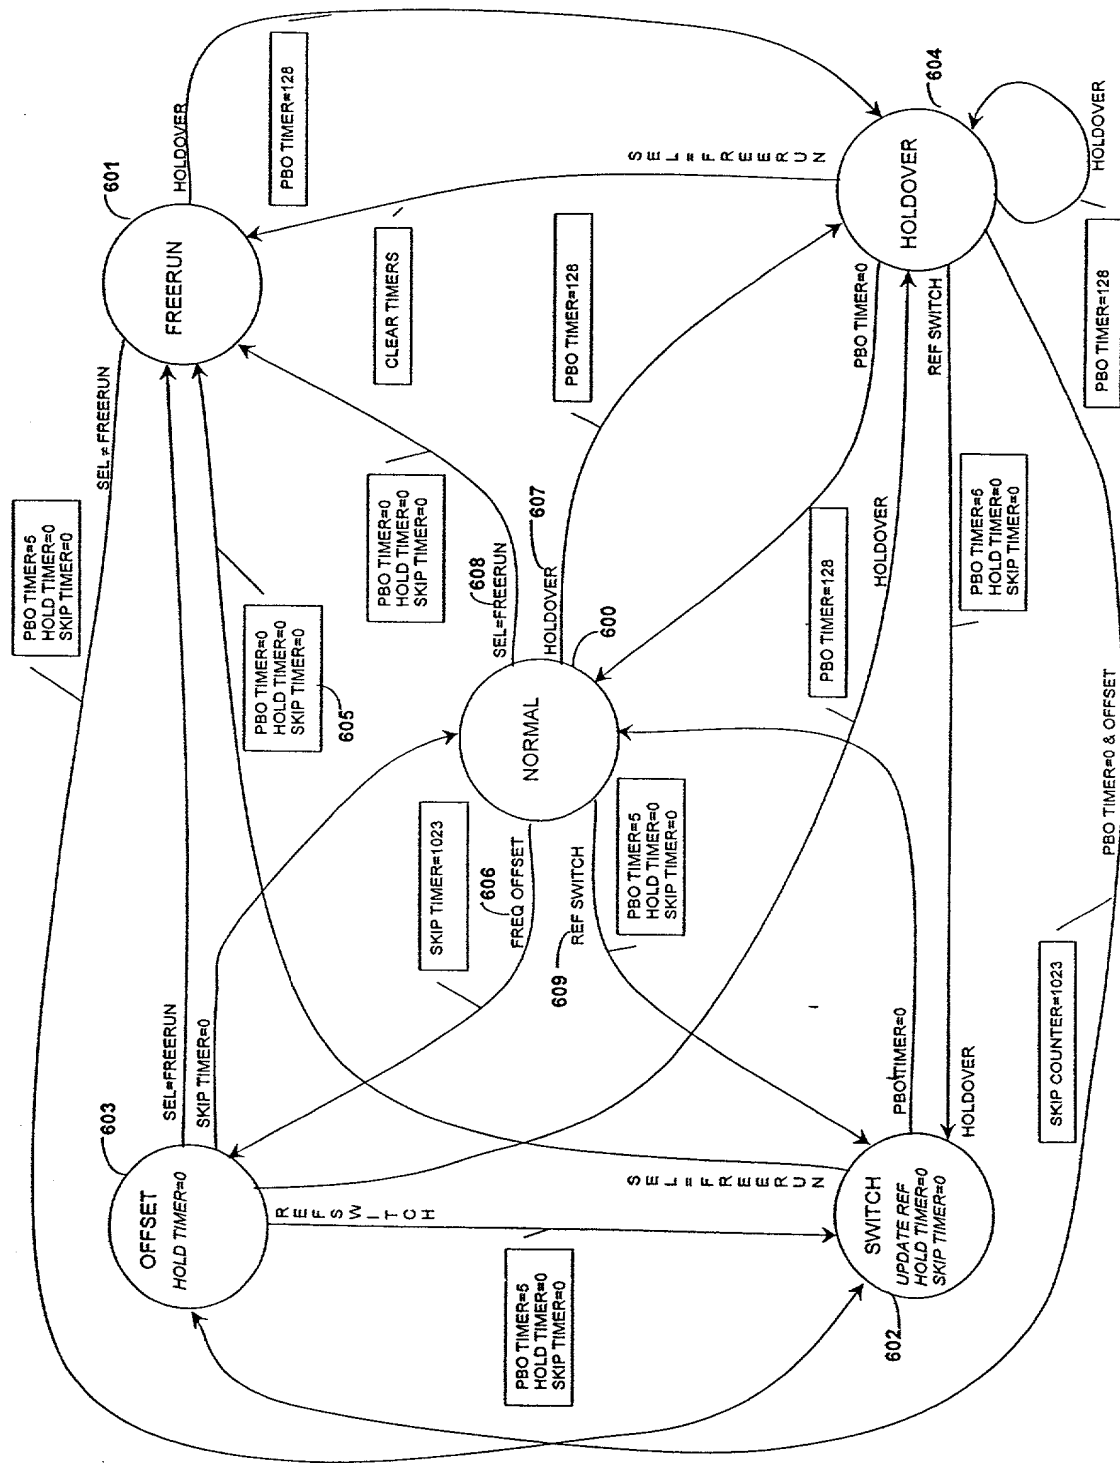 OFFSET
HOLD TIMER=0
603
SEL=FREERUN
SKIP TIMER=0
REF SWITCH
PBO TIMER=5
HOLD TIMER=0
SKIP TIMER=0
SEL ≠ FREERUN
PBO TIMER=5
HOLD TIMER=0
SKIP TIMER=0
FREERUN
601
HOLDOVER
PBO TIMER=128
PBO TIMER=0
HOLD TIMER=0
SKIP TIMER=0
605
PBO TIMER=0
HOLD TIMER=0
SKIP TIMER=0
CLEAR TIMERS
SEL=FREERUN
608
HOLDOVER
607
NORMAL
600
SKIP TIMER=1023
606
FREQ OFFSET
609
REF SWITCH
PBO TIMER=5
HOLD TIMER=0
SKIP TIMER=0
PBO TIMER=128
PBO TIMER=128
SEL=FREERUN
HOLDOVER
604
HOLDOVER
PBO TIMER=128
PBO TIMER=0
HOLDOVER
REF SWITCH
PBO TIMER=5
HOLD TIMER=0
SKIP TIMER=0
SEL=FREERUN
SWITCH
UPDATE REF
HOLD TIMER=0
SKIP TIMER=0
602
PBO TIMER=0
HOLDOVER
SKIP COUNTER=1023
PBO TIMER=0 & OFFSET